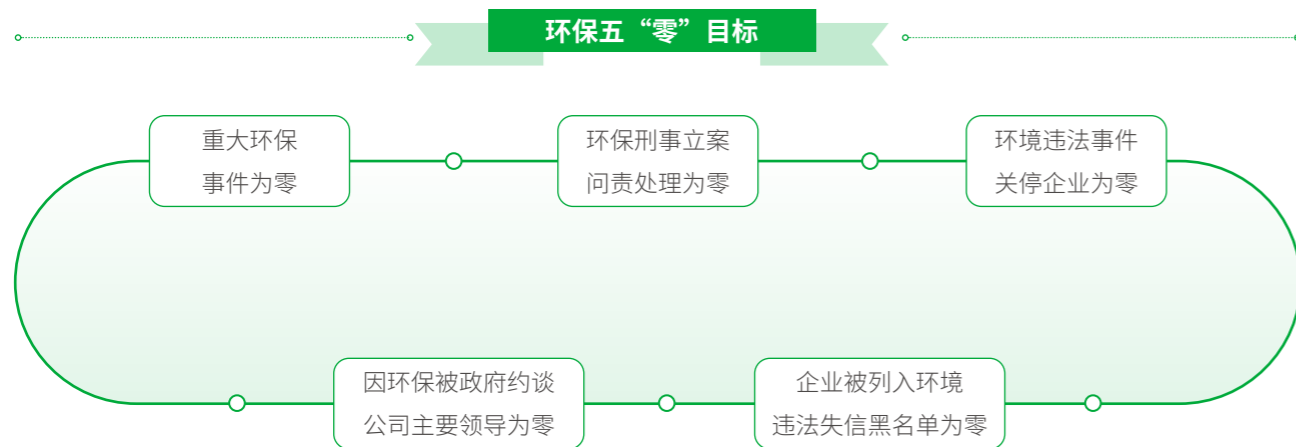 环保五“零”目标
重大环保
事件为零
环保刑事立案
问责处理为零
环境违法事件
关停企业为零
因环保被政府约谈
公司主要领导为零
企业被列入环境
违法失信黑名单为零